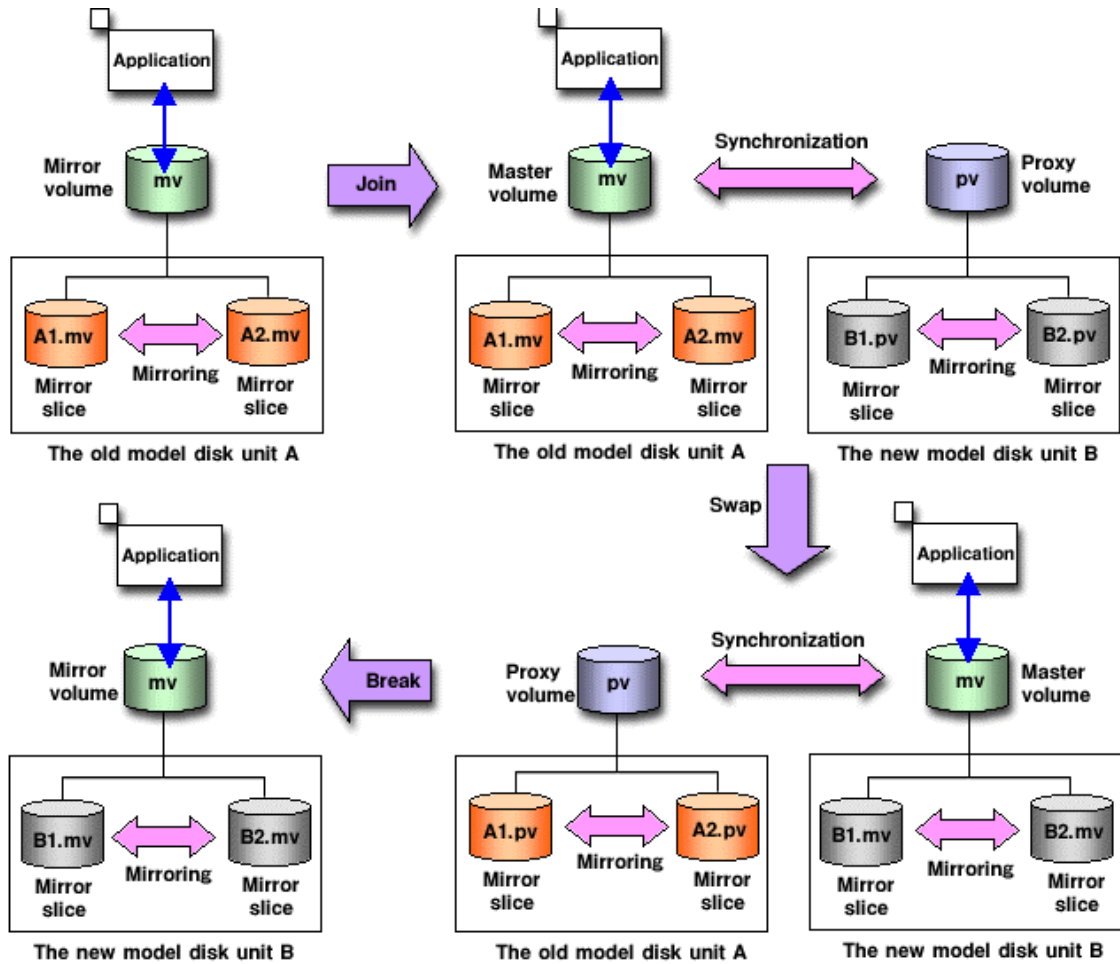 Application
Mirror
volume
mv
A1.mv
A2.mv
Mirroring
Mirror
slice
Mirror
slice
The old model disk unit A
Join
Application
Master
volume
mv
Synchronization
pv
Proxy
volume
A1.mv
A2.mv
Mirroring
Mirror
slice
Mirror
slice
The old model disk unit A
B1.pv
B2.pv
Mirroring
Mirror
slice
Mirror
slice
The new model disk unit B
Swap
Application
Synchronization
mv
Master
volume
Proxy
volume
pv
A1.pv
A2.pv
Mirroring
Mirror
slice
Mirror
slice
The old model disk unit A
B1.mv
B2.mv
Mirroring
Mirror
slice
Mirror
slice
The new model disk unit B
Break
Application
Mirror
volume
mv
B1.mv
B2.mv
Mirroring
Mirror
slice
Mirror
slice
The new model disk unit B